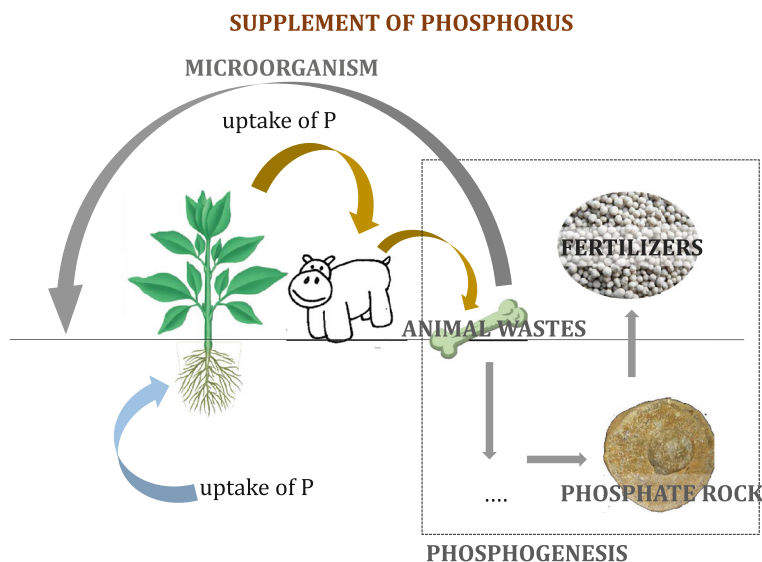 SUPPLEMENT OF PHOSPHORUS
MICROORGANISM
uptake of P
FERTILIZERS
ANIMAL WASTES
uptake of P
....
PHOSPHATE ROCK
PHOSPHOGENESIS